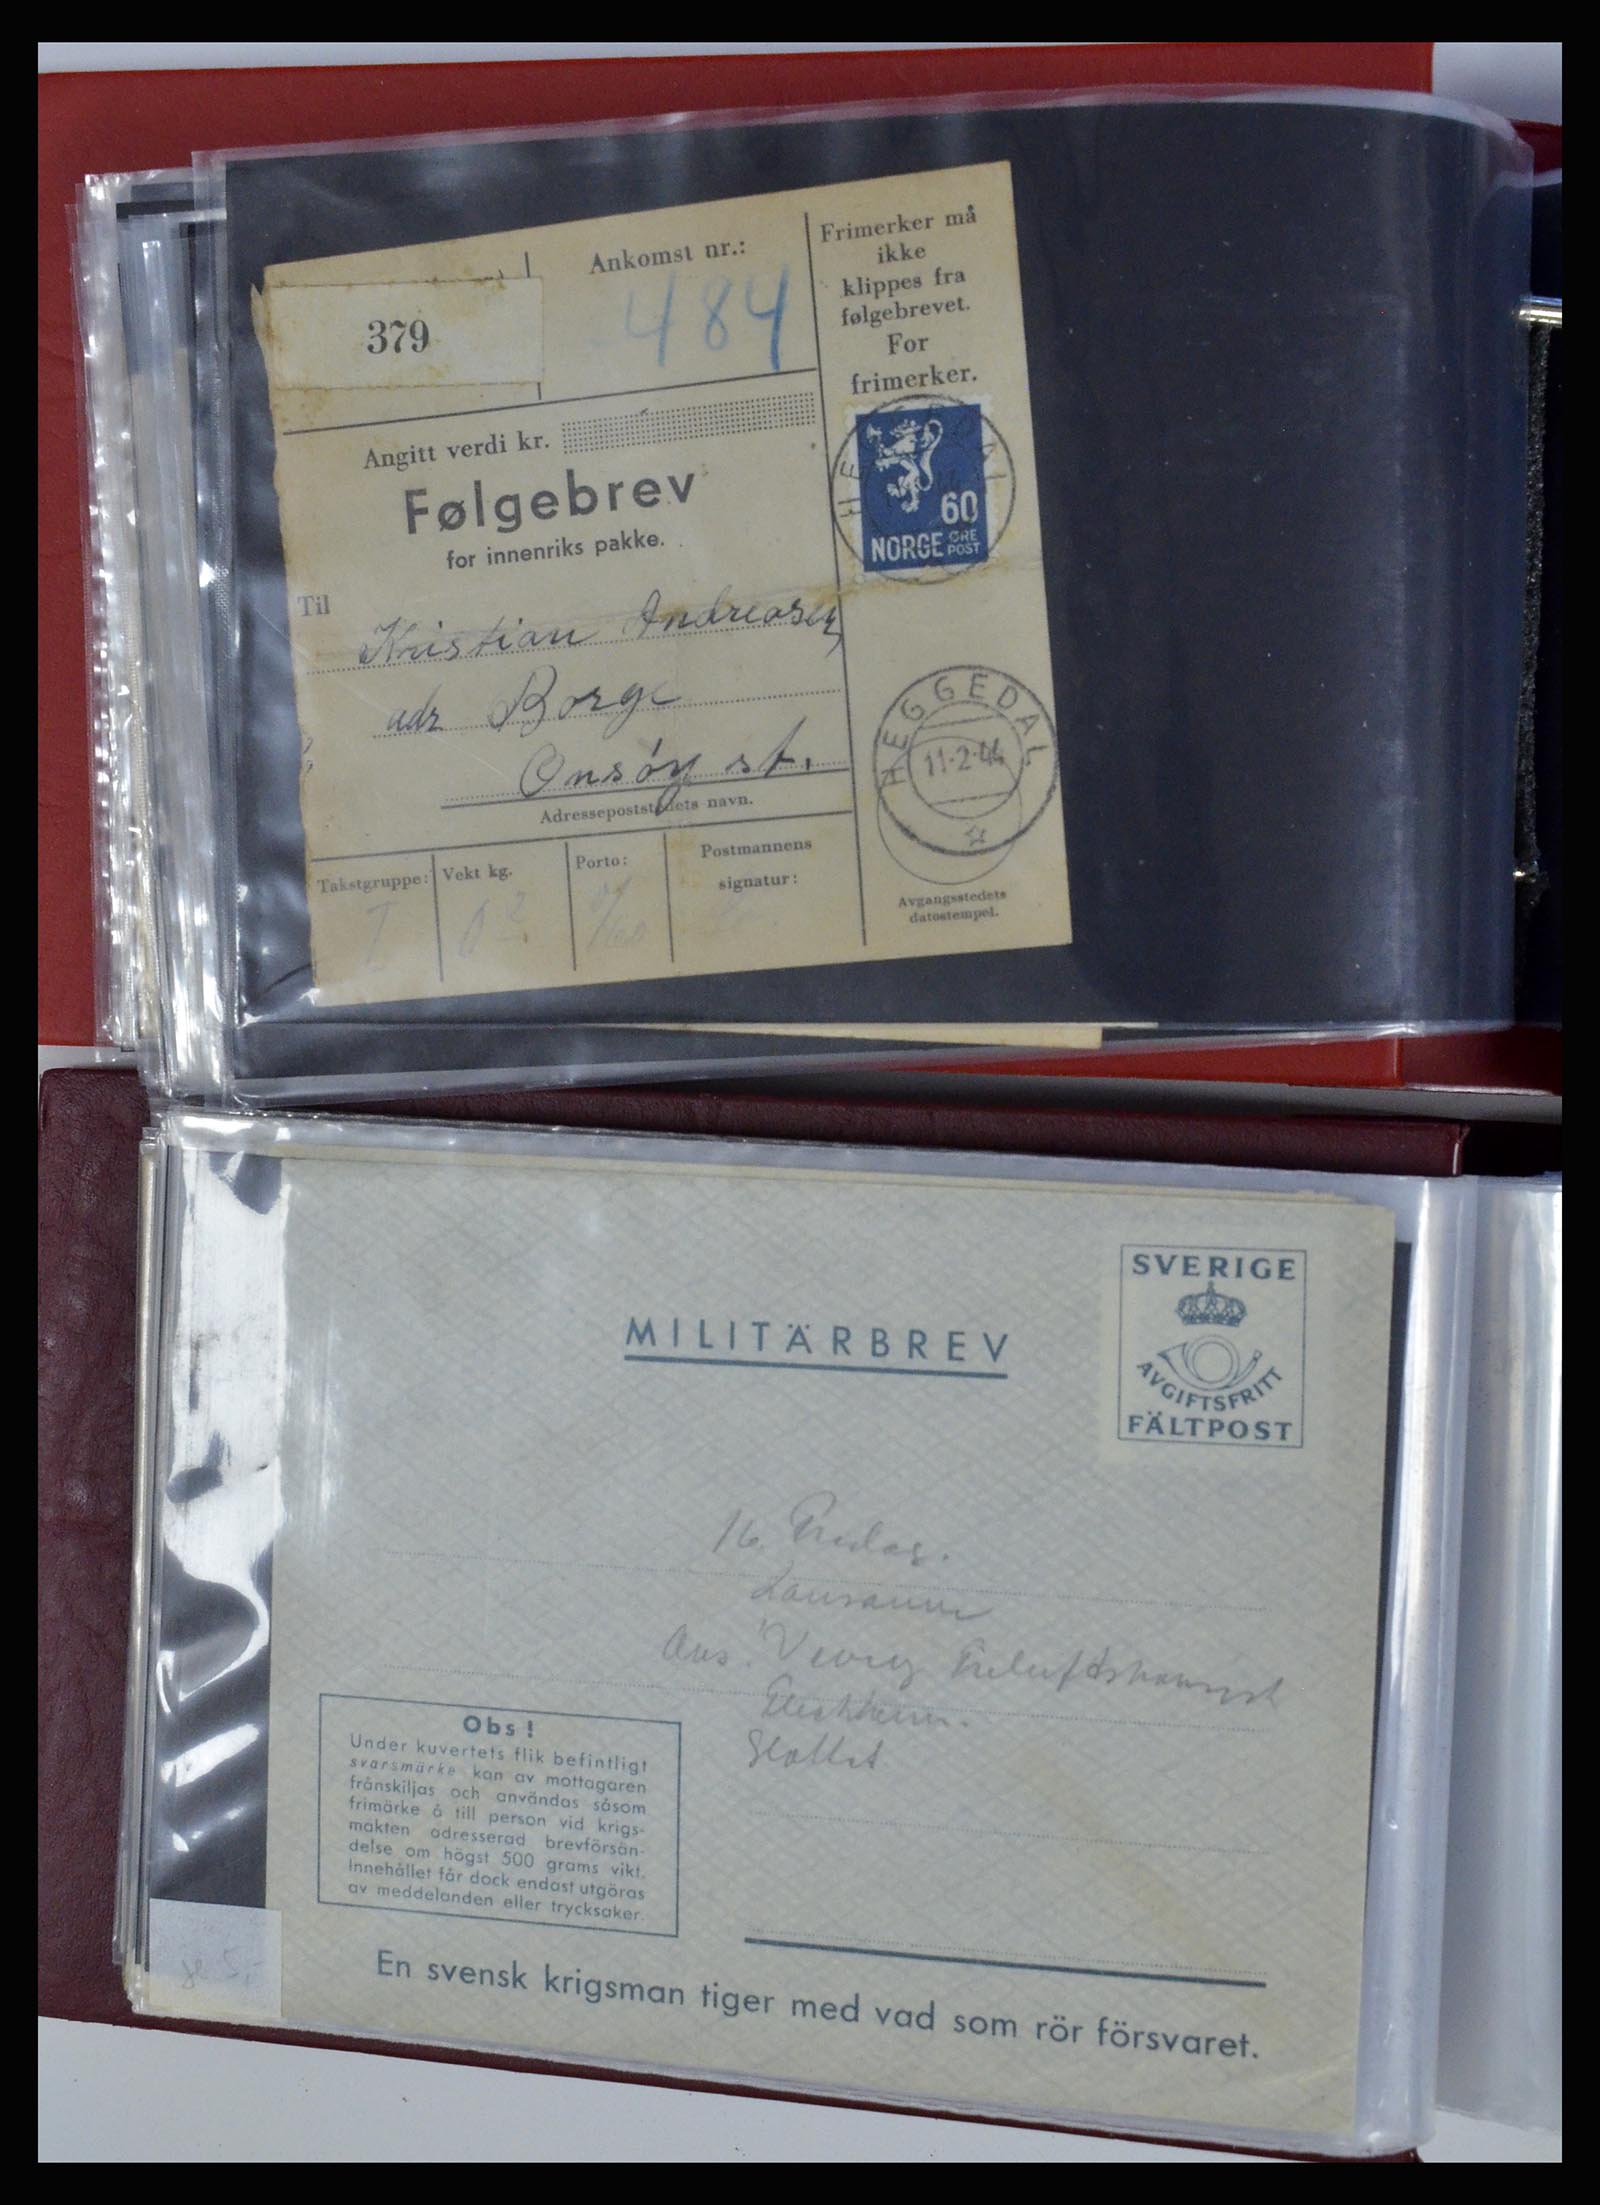 379
Ankomst nr.:
484
Frimerker må
ikke
klippes fra
følgebrevet.
For
frimerker.
Angitt verdi kr.
Følgebrev
for innenriks pakke.
60
NORGE ØRE
POST
Til
Kristian Andreasen
adr Borge
Onsøy st.
Adressepoststedets navn.
HEGGEDAL
11-2-44
Takstgruppe:
I
Vekt kg.
Porto:
Postmannens
signatur:
Avgangsstedets
datostempel.
MILITÄRBREV
SVERIGE
AVGIFTSFRITT
FÄLTPOST
16.
Obs!
Under kuvertets flik befintligt
svarsmärke kan av mottagaren
frånskiljas och användas såsom
frimärke å till person vid krigs-
makten adresserad brevförsän-
delse om högst 500 grams vikt.
Innehållet får dock endast utgöras
av meddelanden eller trycksaker.
En svensk krigsman tiger med vad som rör försvaret.